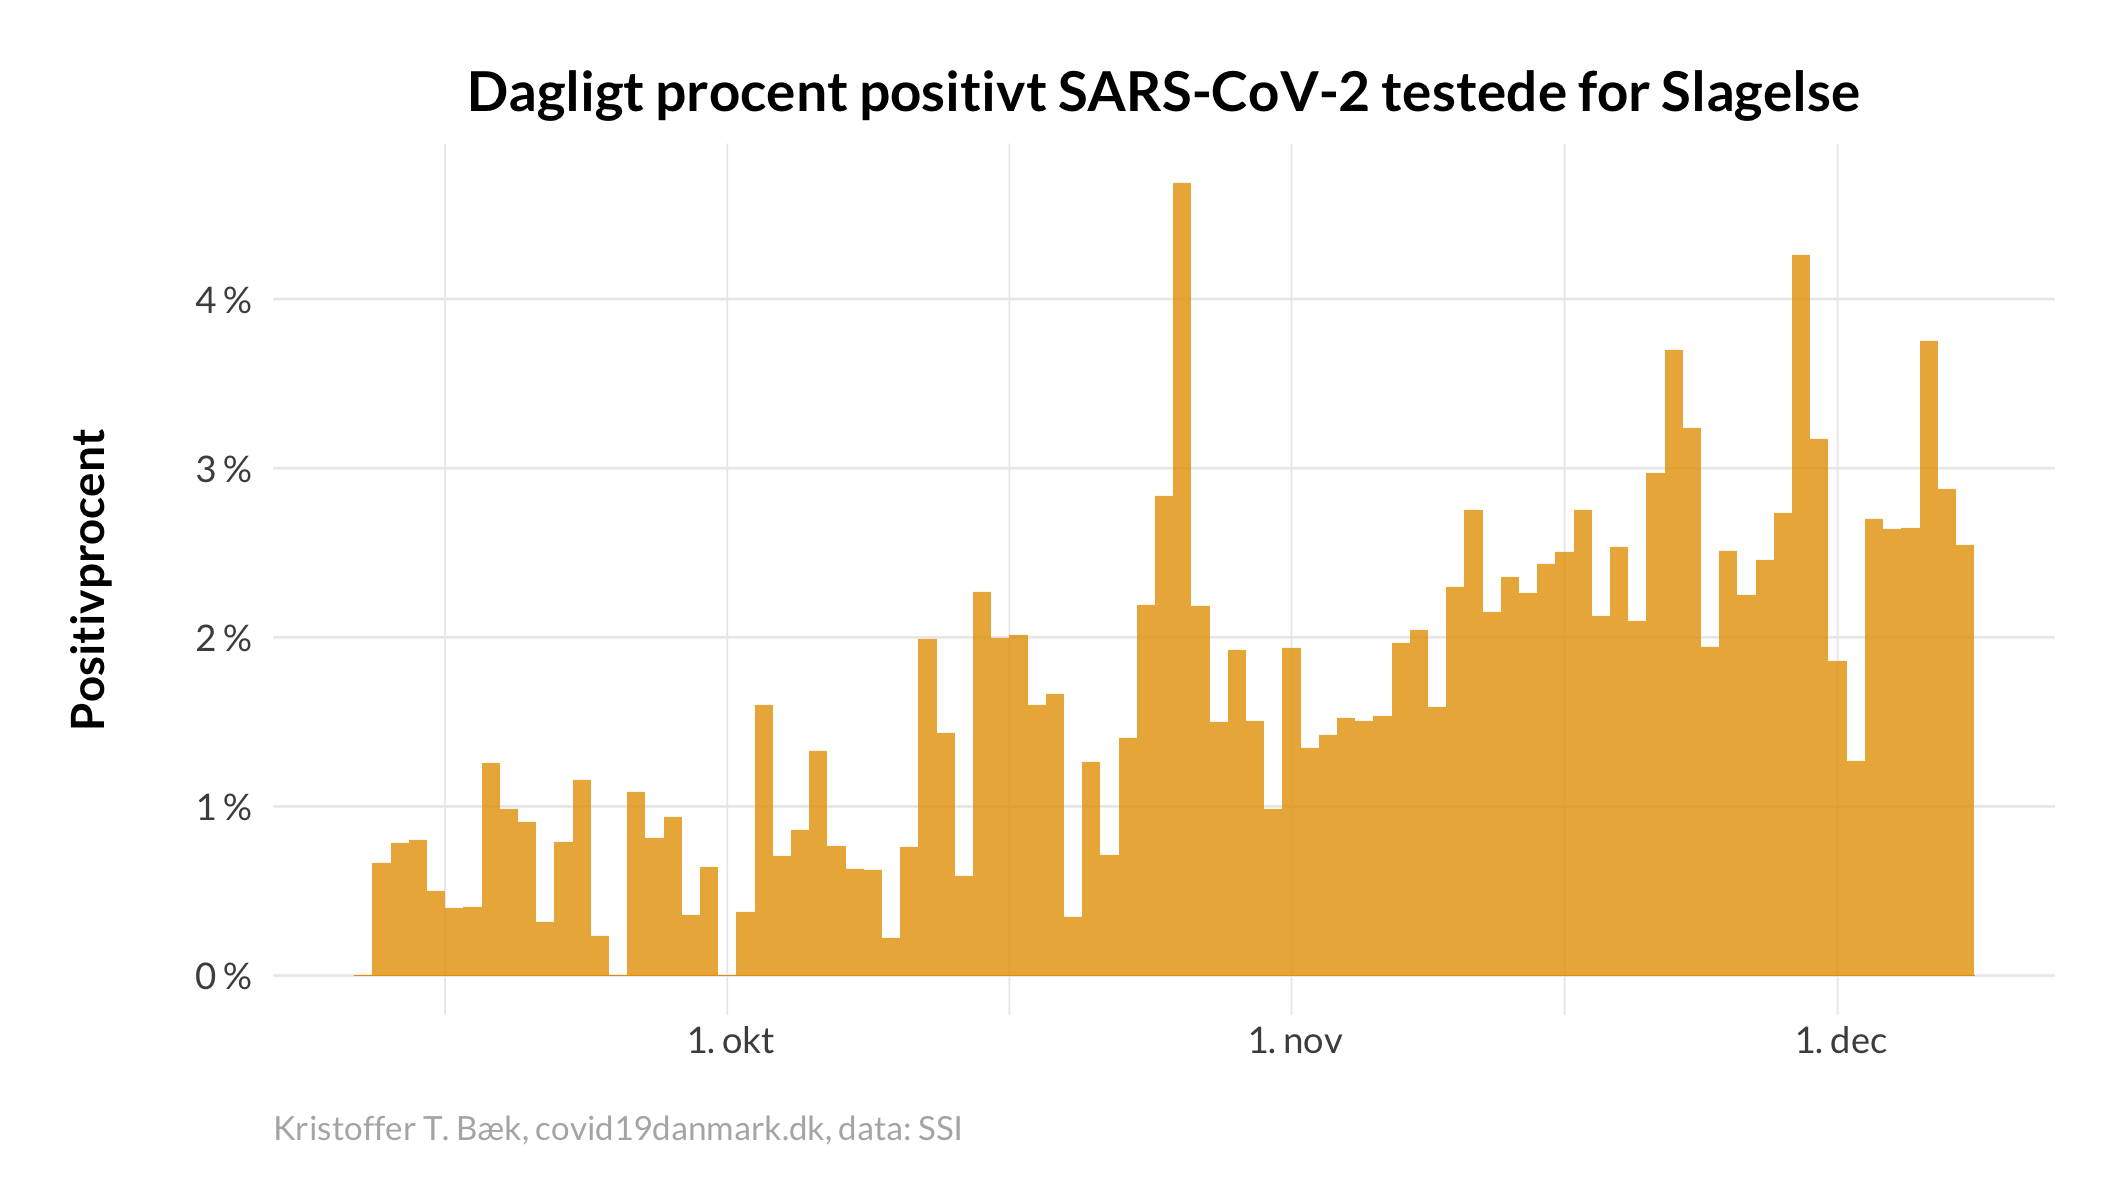 Dagligt procent positivt SARS-CoV-2 testede for Slagelse
Positivprocent
4 %
3 %
2 %
1 %
0 %
1. okt
1. nov
1. dec
Kristoffer T. Bæk, covid19danmark.dk, data: SSI